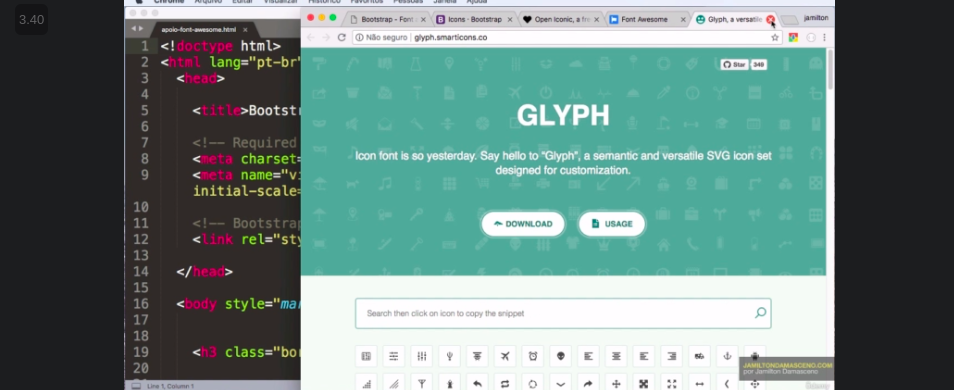 3.40
Chrome Arquivo Editar Visualizar Histórico Favoritos Pessoas Janela Ajuda
apoio-font-awesome.html
Bootstrap - Font
Icons · Bootstrap
Open Iconic, a fre
Font Awesome
Glyph, a versatile
jamilton
Não seguro | glyph.smarticons.co
1 <!doctype html>
2 <html lang="pt-br"
3 <head>
4
5 <title>Bootst
6
7 <!-- Required
8 <meta charset=
9 <meta name="vi
initial-scale=
10
11 <!-- Bootstrap
12 <link rel="sty
13
14 </head>
15
16 <body style="mar
17
18
19 <h3 class="bor
20
Line 1, Column 1
Star 349
GLYPH
Icon font is so yesterday. Say hello to "Glyph", a semantic and versatile SVG icon set
designed for customization.
DOWNLOAD
USAGE
Search then click on icon to copy the snippet
JAMILTONDAMASCENO.COM
por Jamilton Damasceno